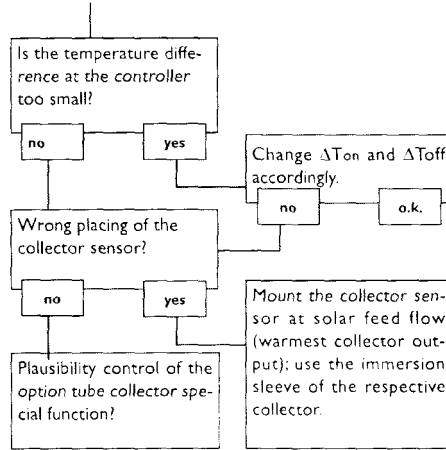 Is the temperature diffe-
rence at the controller
too small?
no
yes
Change ΔTon and ΔToff
accordingly.
no
o.k.
Wrong placing of the
collector sensor?
no
yes
Mount the collector sen-
sor at solar feed flow
(warmest collector out-
put); use the immersion
sleeve of the respective
collector.
Plausibility control of the
option tube collector spe-
cial function?